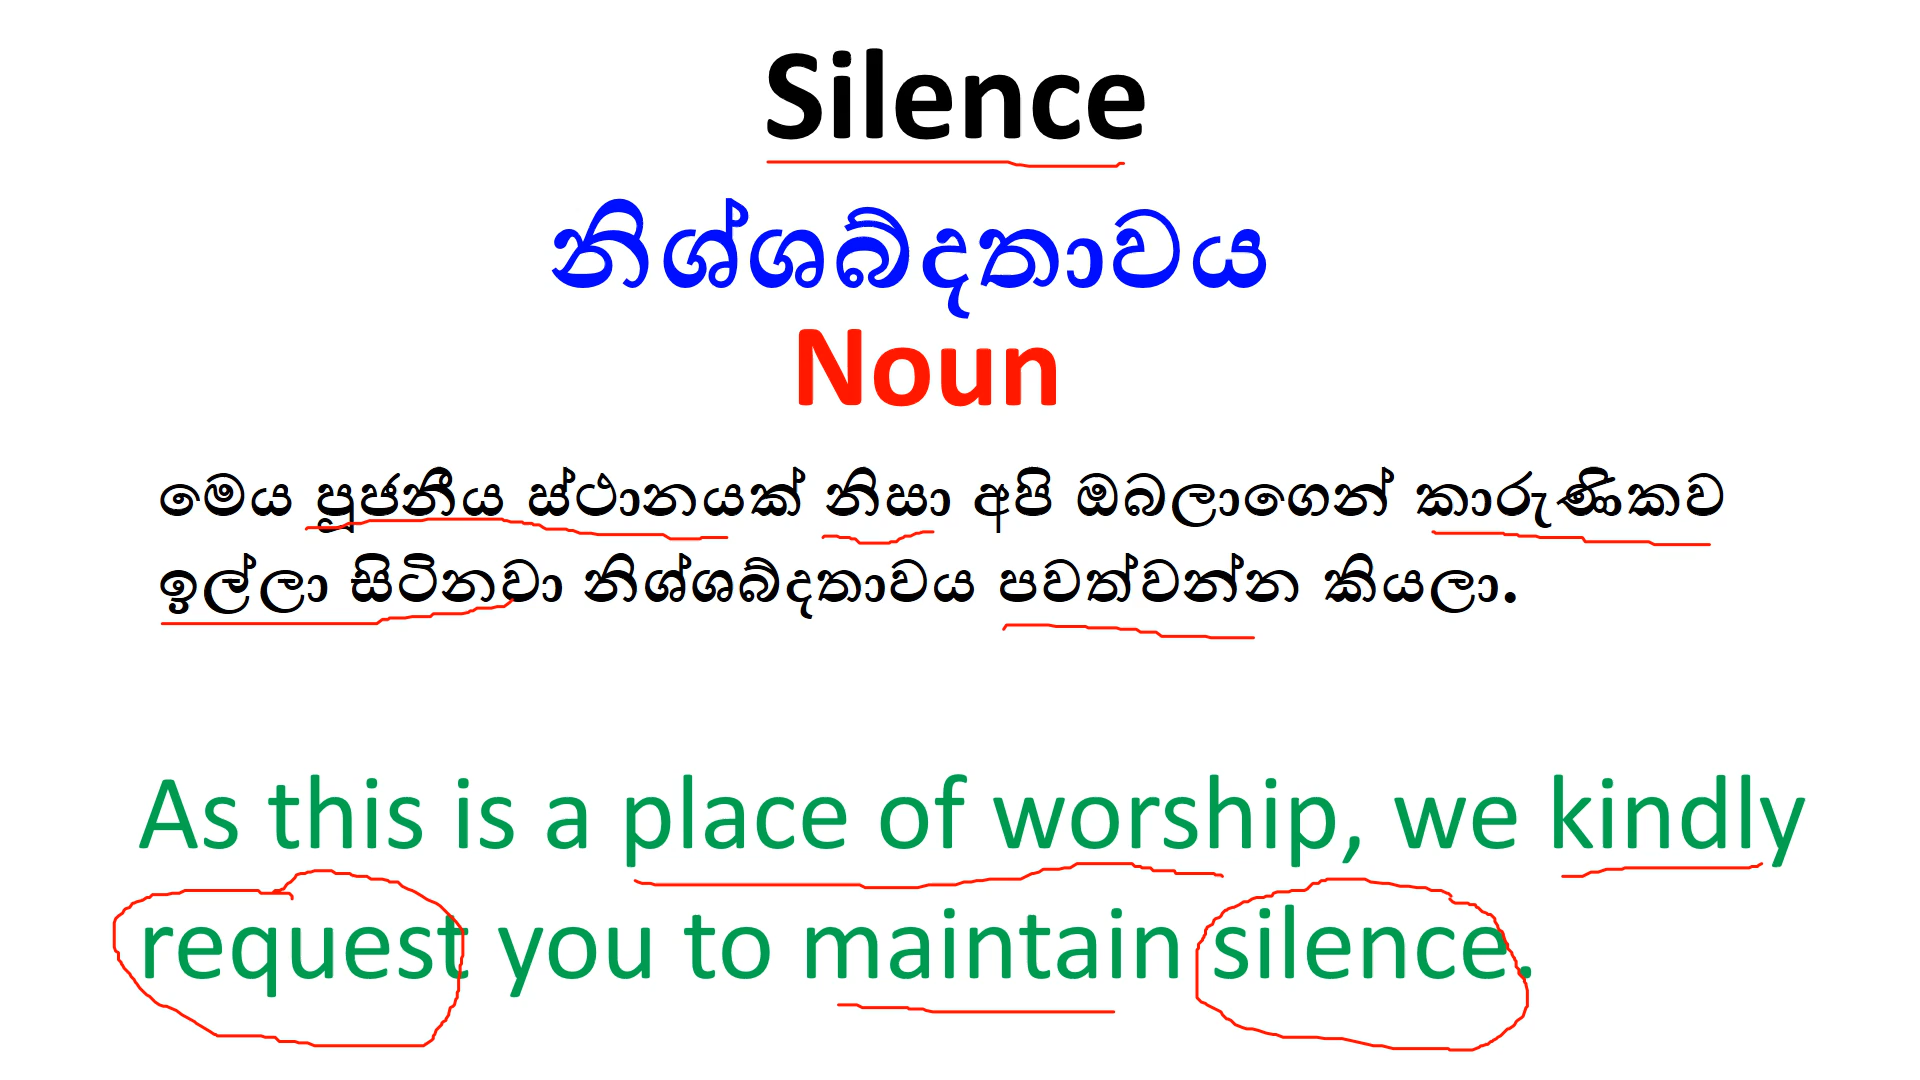 Silence
නිශ්ශබ්දතාවය
Noun
මෙය පූජනීය ස්ථානයක් නිසා අපි ඔබලාගෙන් කාරුණිකව
ඉල්ලා සිටිනවා නිශ්ශබ්දතාවය පවත්වන්න කියලා.
As this is a place of worship, we kindly
request you to maintain silence.